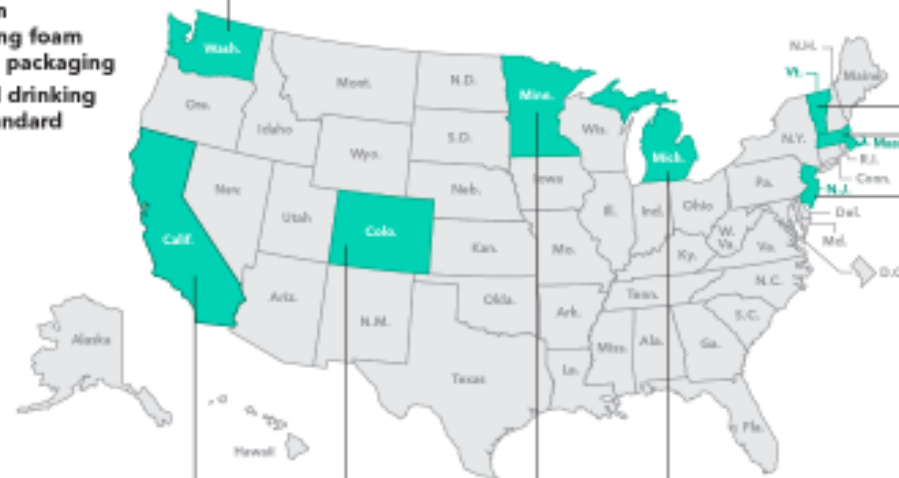 ng foam
packaging
drinking
ndard
Wash.
Mont.
N.D.
Minn.
N.H.
Vt.
Maine
Ore.
Idaho
S.D.
Wis.
Mich.
N.Y.
Mass
R.I.
Conn.
Wyo.
Nev.
Utah
Neb.
Iowa
Ill.
Ind.
Ohio
Pa.
N.J.
Del.
Md.
D.C
Calif.
Colo.
Kan.
Mo.
Ky.
W.
Va.
Va.
N.C.
Ariz.
N.M.
Okla.
Ark.
Tenn.
S.C.
Miss.
Ala.
Ga.
La.
Texas
Fla.
Alaska
Hawaii